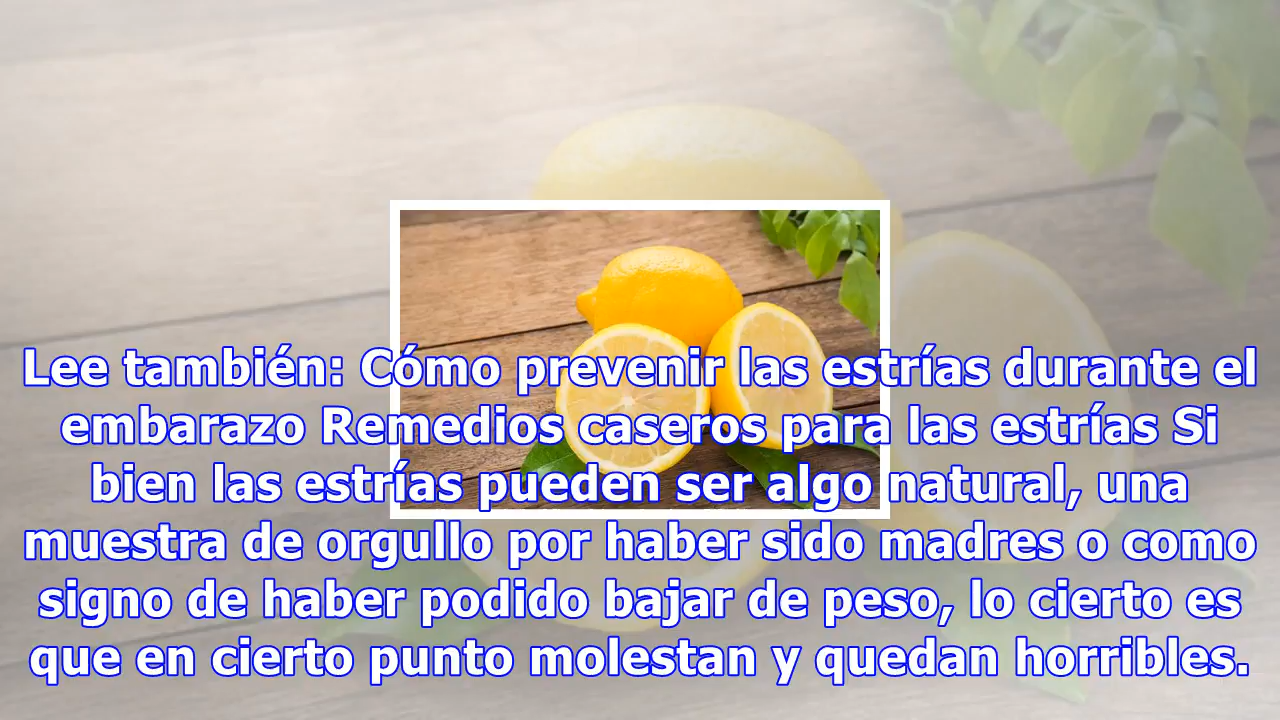 Lee también: Cómo prevenir las estrías durante el
embarazo Remedios caseros para las estrías Si
bien las estrías pueden ser algo natural, una
muestra de orgullo por haber sido madres o como
signo de haber podido bajar de peso, lo cierto es
que en cierto punto molestan y quedan horribles.